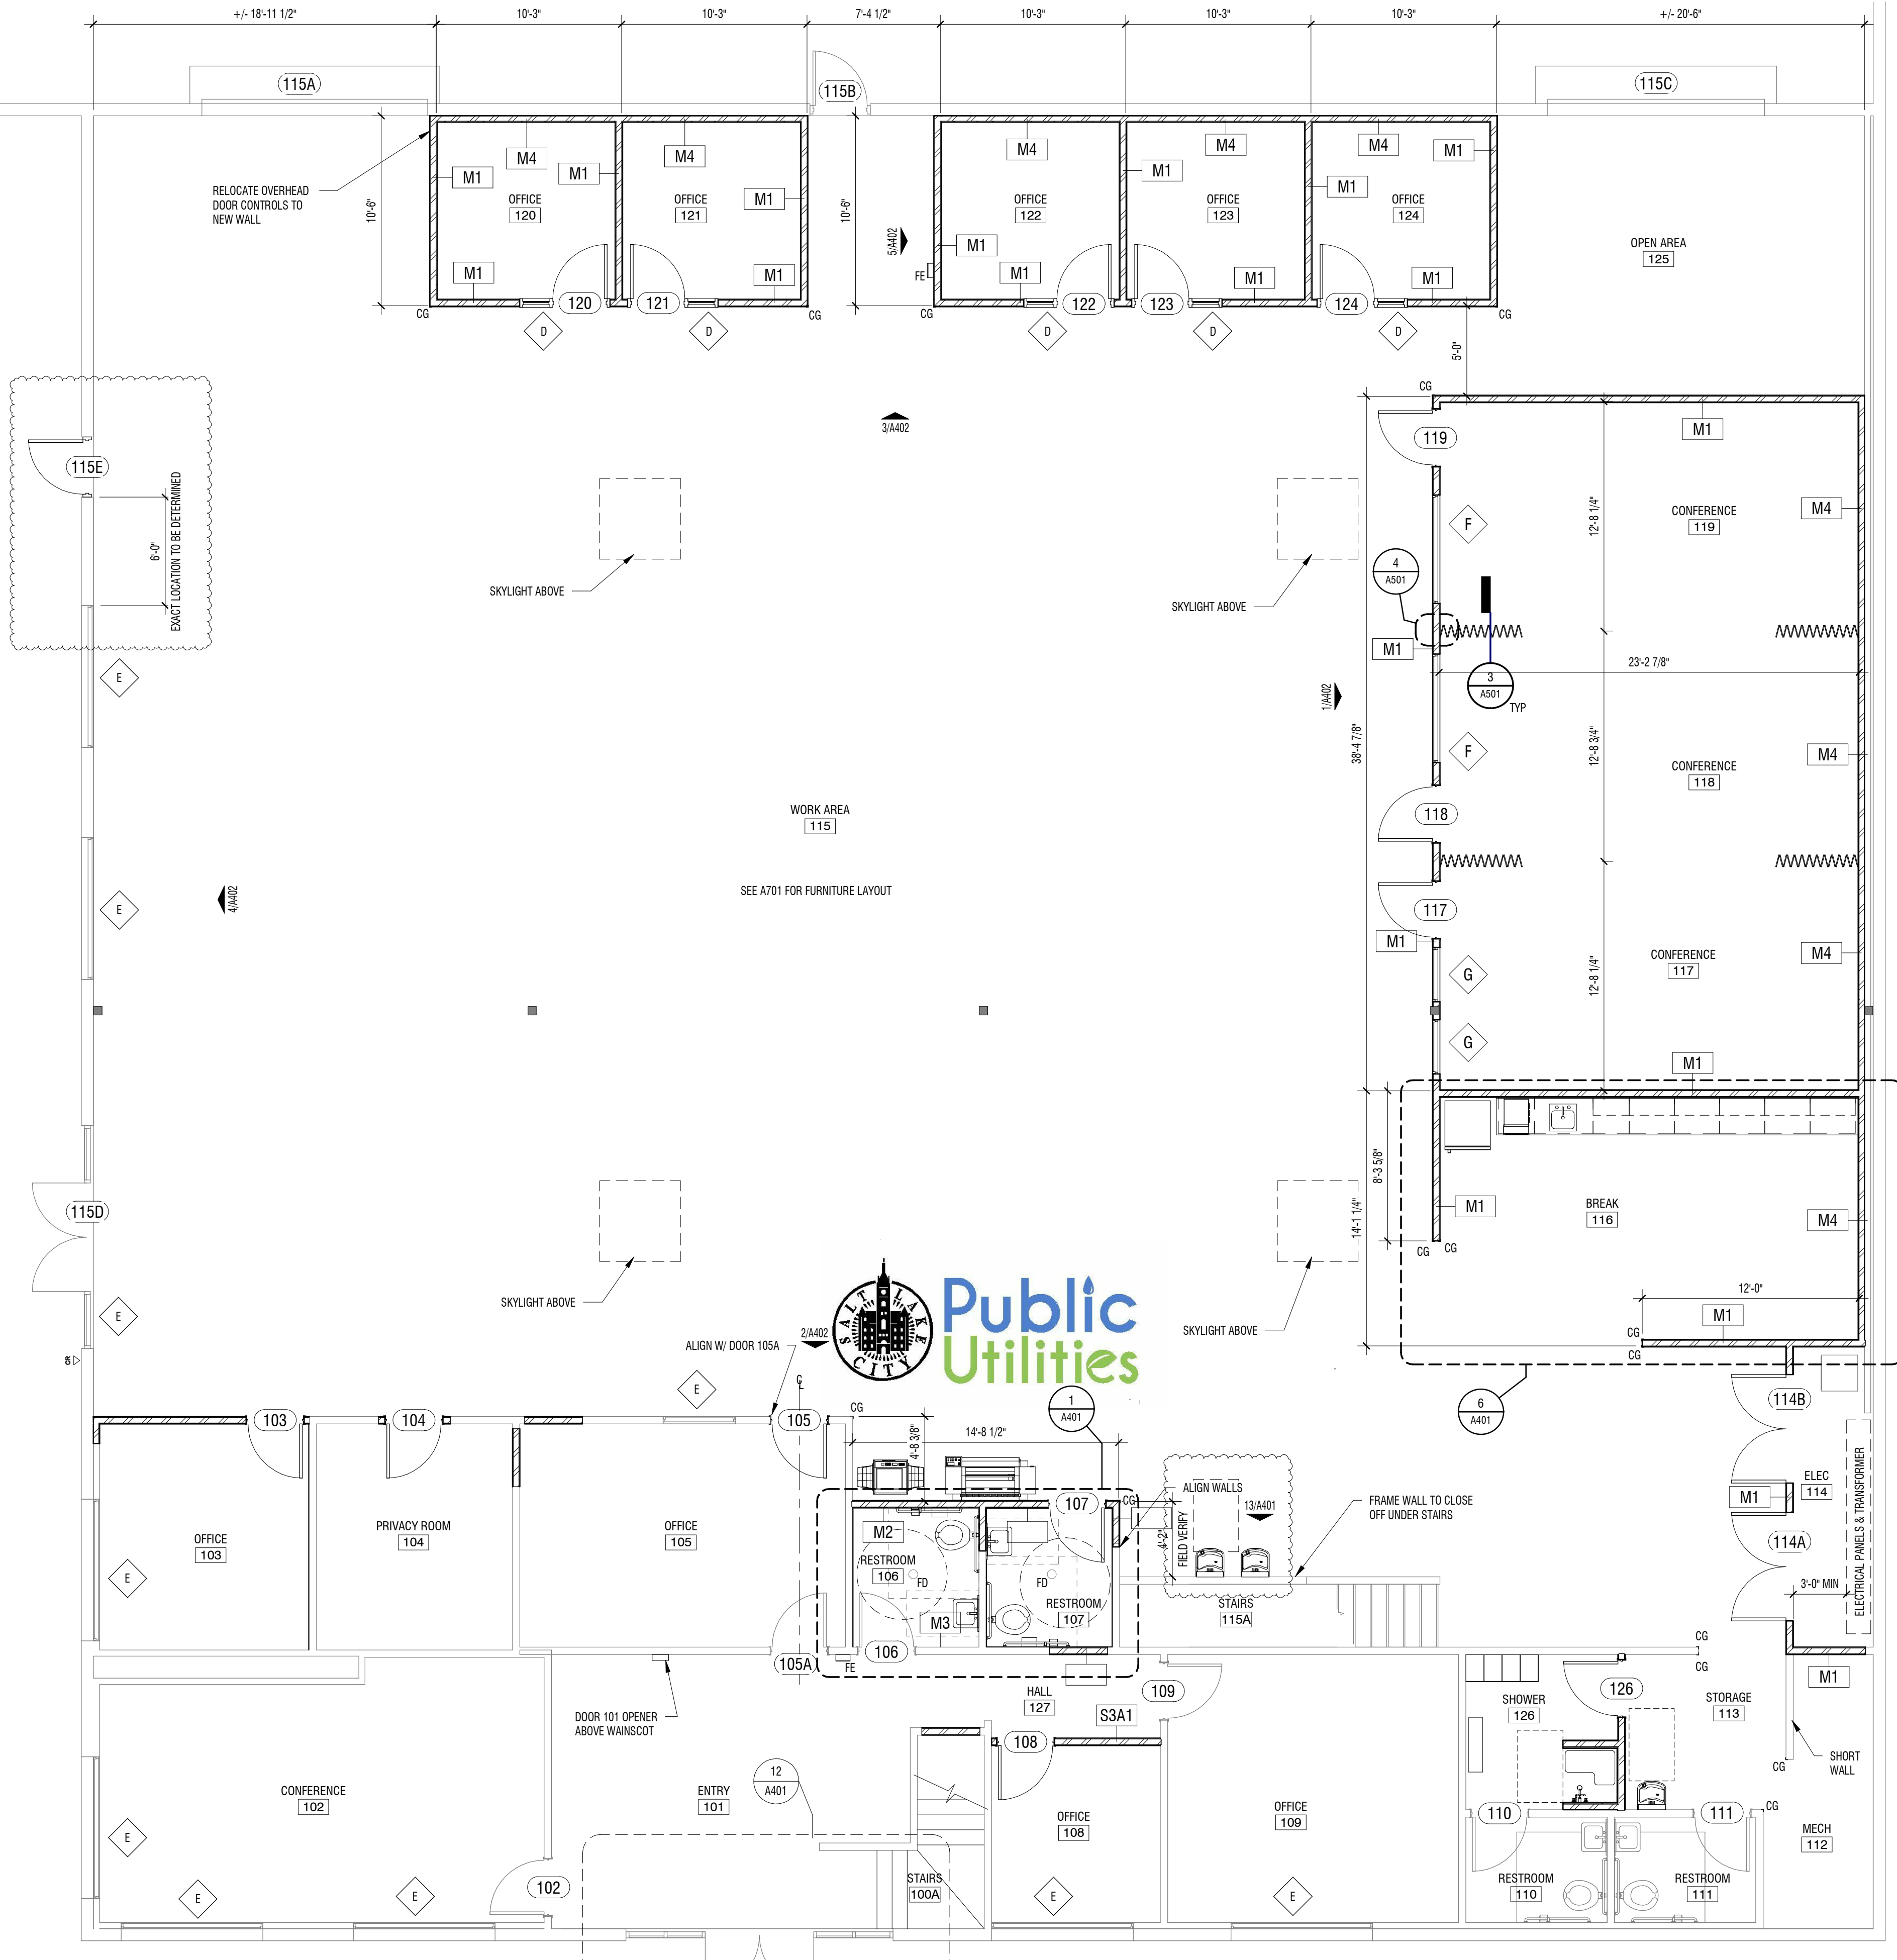 +/- 18'-11 1/2"
10'-3"
10'-3"
7'-4 1/2"
10'-3"
10'-3"
10'-3"
+/- 20'-6"
115A
115B
115C
RELOCATE OVERHEAD
DOOR CONTROLS TO
NEW WALL
10'-6"
M4
M1
M1
OFFICE
120
M1
M4
M1
OFFICE
121
M1
10'-6"
5/A402
FE
M4
OFFICE
122
M1
M1
M4
M1
OFFICE
123
M1
M4
M1
M1
OFFICE
124
M1
OPEN AREA
125
CG
120
121
CG
CG
122
123
124
CG
D
D
D
D
D
5'-0"
3/A402
CG
119
M1
115E
6'-0"
EXACT LOCATION TO BE DETERMINED
SKYLIGHT ABOVE
SKYLIGHT ABOVE
F
12'-8 1/4"
CONFERENCE
119
M4
4
A501
M1
23'-2 7/8"
3
A501
TYP
E
1/A402
38'-4 7/8"
F
12'-8 3/4"
CONFERENCE
118
M4
WORK AREA
115
118
SEE A701 FOR FURNITURE LAYOUT
E
4/A402
117
M1
CONFERENCE
117
M4
G
12'-8 1/4"
G
M1
8'-3 5/8"
14'-1 1/4"
M1
BREAK
116
M4
CG
CG
115D
SKYLIGHT ABOVE
SKYLIGHT ABOVE
12'-0"
M1
CG
CG
E
CR
ALIGN W/ DOOR 105A
2/A402
SALT LAKE CITY
Public
Utilities
E
CL
1
A401
6
A401
114B
103
104
105
CG
4'-8 3/8"
14'-8 1/2"
CG
107
ALIGN WALLS
13/A401
FRAME WALL TO CLOSE
OFF UNDER STAIRS
4'-2"
FIELD VERIFY
M1
ELEC
114
114A
3'-0" MIN
ELECTRICAL PANELS & TRANSFORMER
OFFICE
103
PRIVACY ROOM
104
OFFICE
105
M2
RESTROOM
106
FD
FD
M3
RESTROOM
107
STAIRS
115A
E
105A
FE
106
CG
CG
M1
HALL
127
109
S3A1
DOOR 101 OPENER
ABOVE WAINSCOT
108
SHOWER
126
126
STORAGE
113
SHORT
WALL
CG
12
A401
CONFERENCE
102
ENTRY
101
OFFICE
108
OFFICE
109
110
111
CG
MECH
112
E
E
E
102
STAIRS
100A
E
E
RESTROOM
110
RESTROOM
111